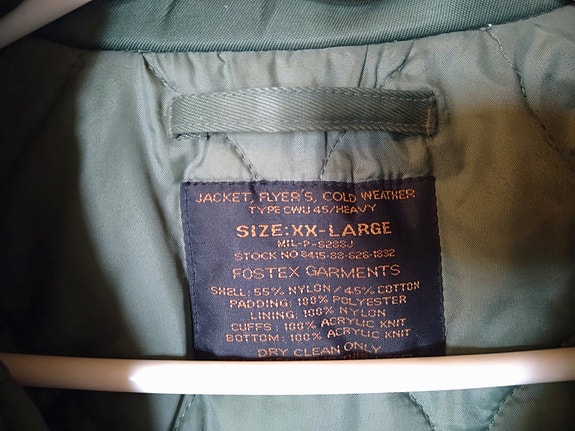 JACKET, FLYER'S, COLD WEATHER
TYPE CWU 45/HEAVY
SIZE: XX-LARGE
MIL-P-6283J
STOCK NO 8415-88-626-1832
FOSTEX GARMENTS
SHELL: 55% NYLON / 45% COTTON
PADDING: 100% POLYESTER
LINING: 100% NYLON
CUFFS : 100% ACRYLIC KNIT
BOTTOM: 100% ACRYLIC KNIT
DRY CLEAN ONLY